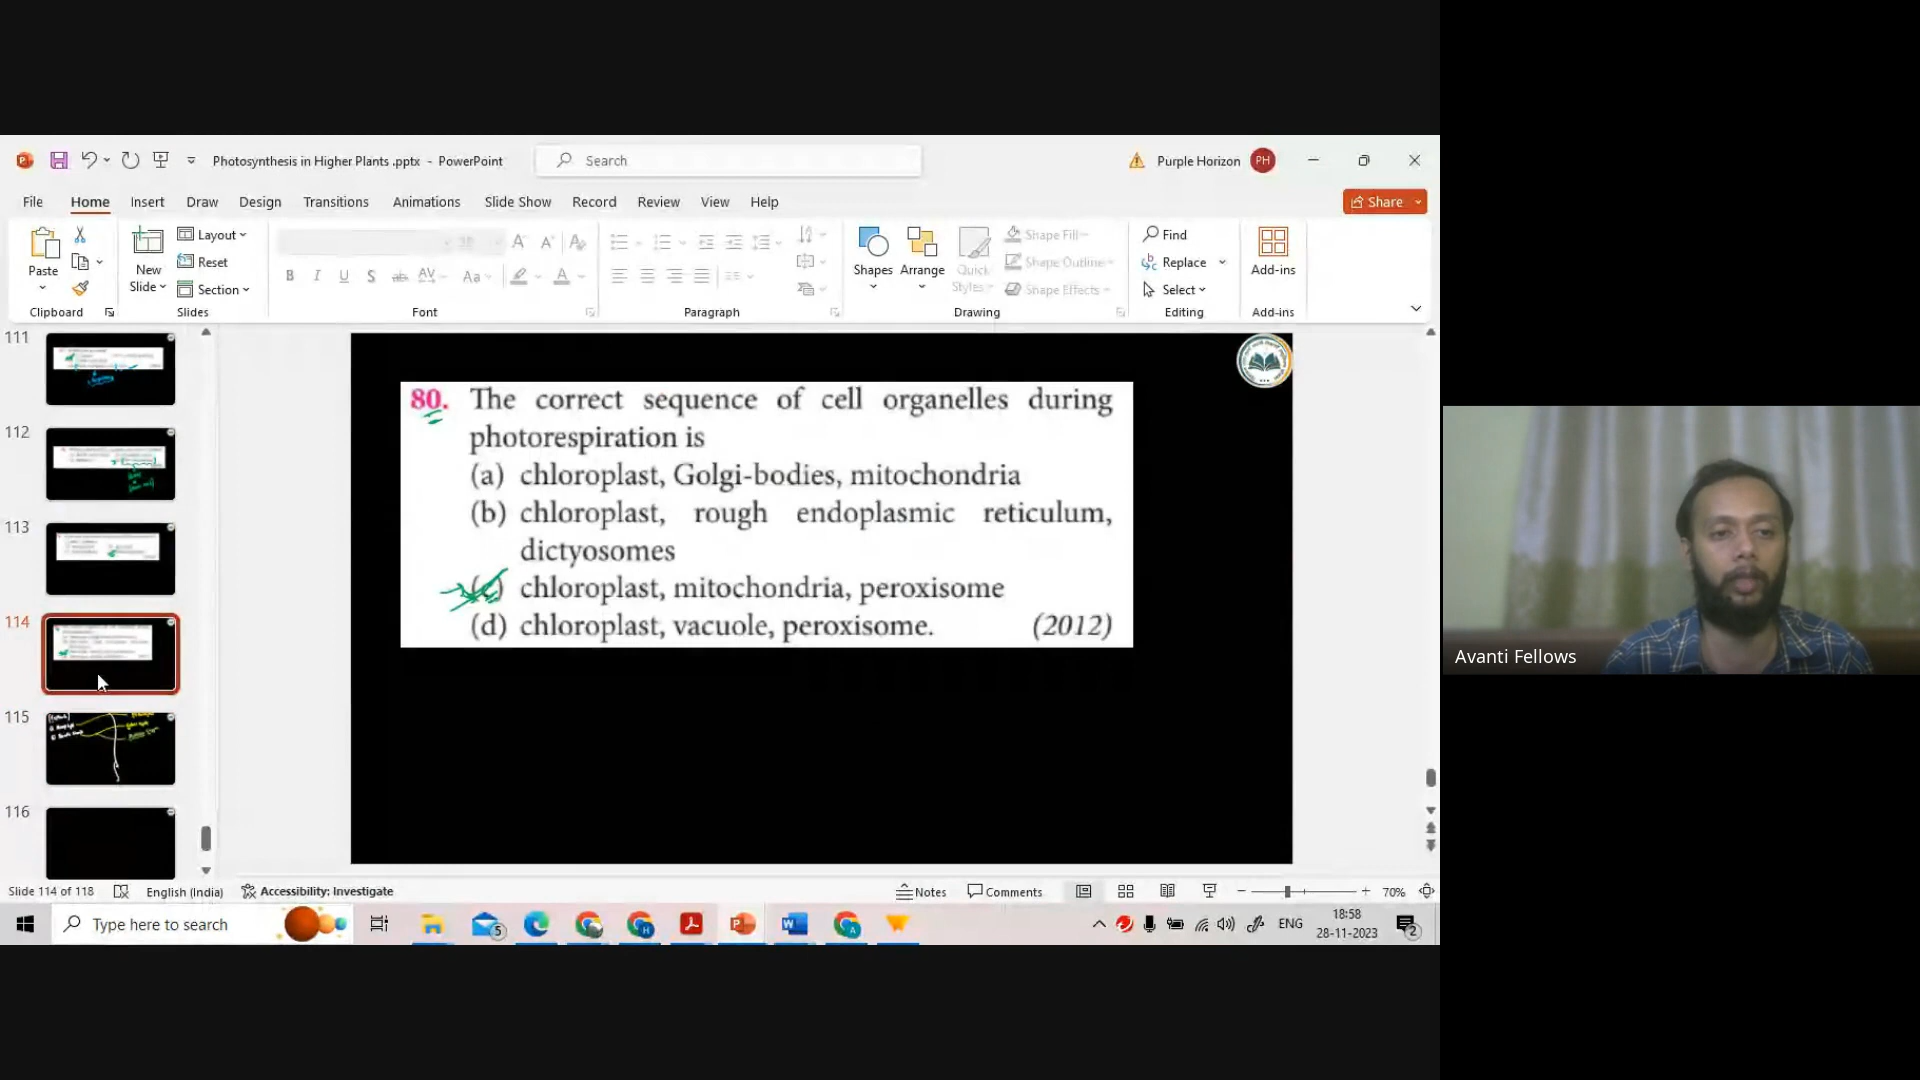 Photosynthesis in Higher Plants .pptx - PowerPoint
Search
Purple Horizon PH
File Home Insert Draw Design Transitions Animations Slide Show Record Review View Help
Share
Paste
New Slide
Layout
Reset
Section
Shapes
Arrange
Quick Styles
Shape Fill
Shape Outline
Shape Effects
Find
Replace
Select
Add-ins
Clipboard Slides Font Paragraph Drawing Editing Add-ins
111
112
113
114
115
116
80. The correct sequence of cell organelles during
photorespiration is
(a) chloroplast, Golgi-bodies, mitochondria
(b) chloroplast, rough endoplasmic reticulum,
dictyosomes
(c) chloroplast, mitochondria, peroxisome
(d) chloroplast, vacuole, peroxisome. (2012)
Avanti Fellows
Slide 114 of 118 English (India) Accessibility: Investigate Notes Comments 70%
Type here to search
5
ENG
18:58
28-11-2023
2